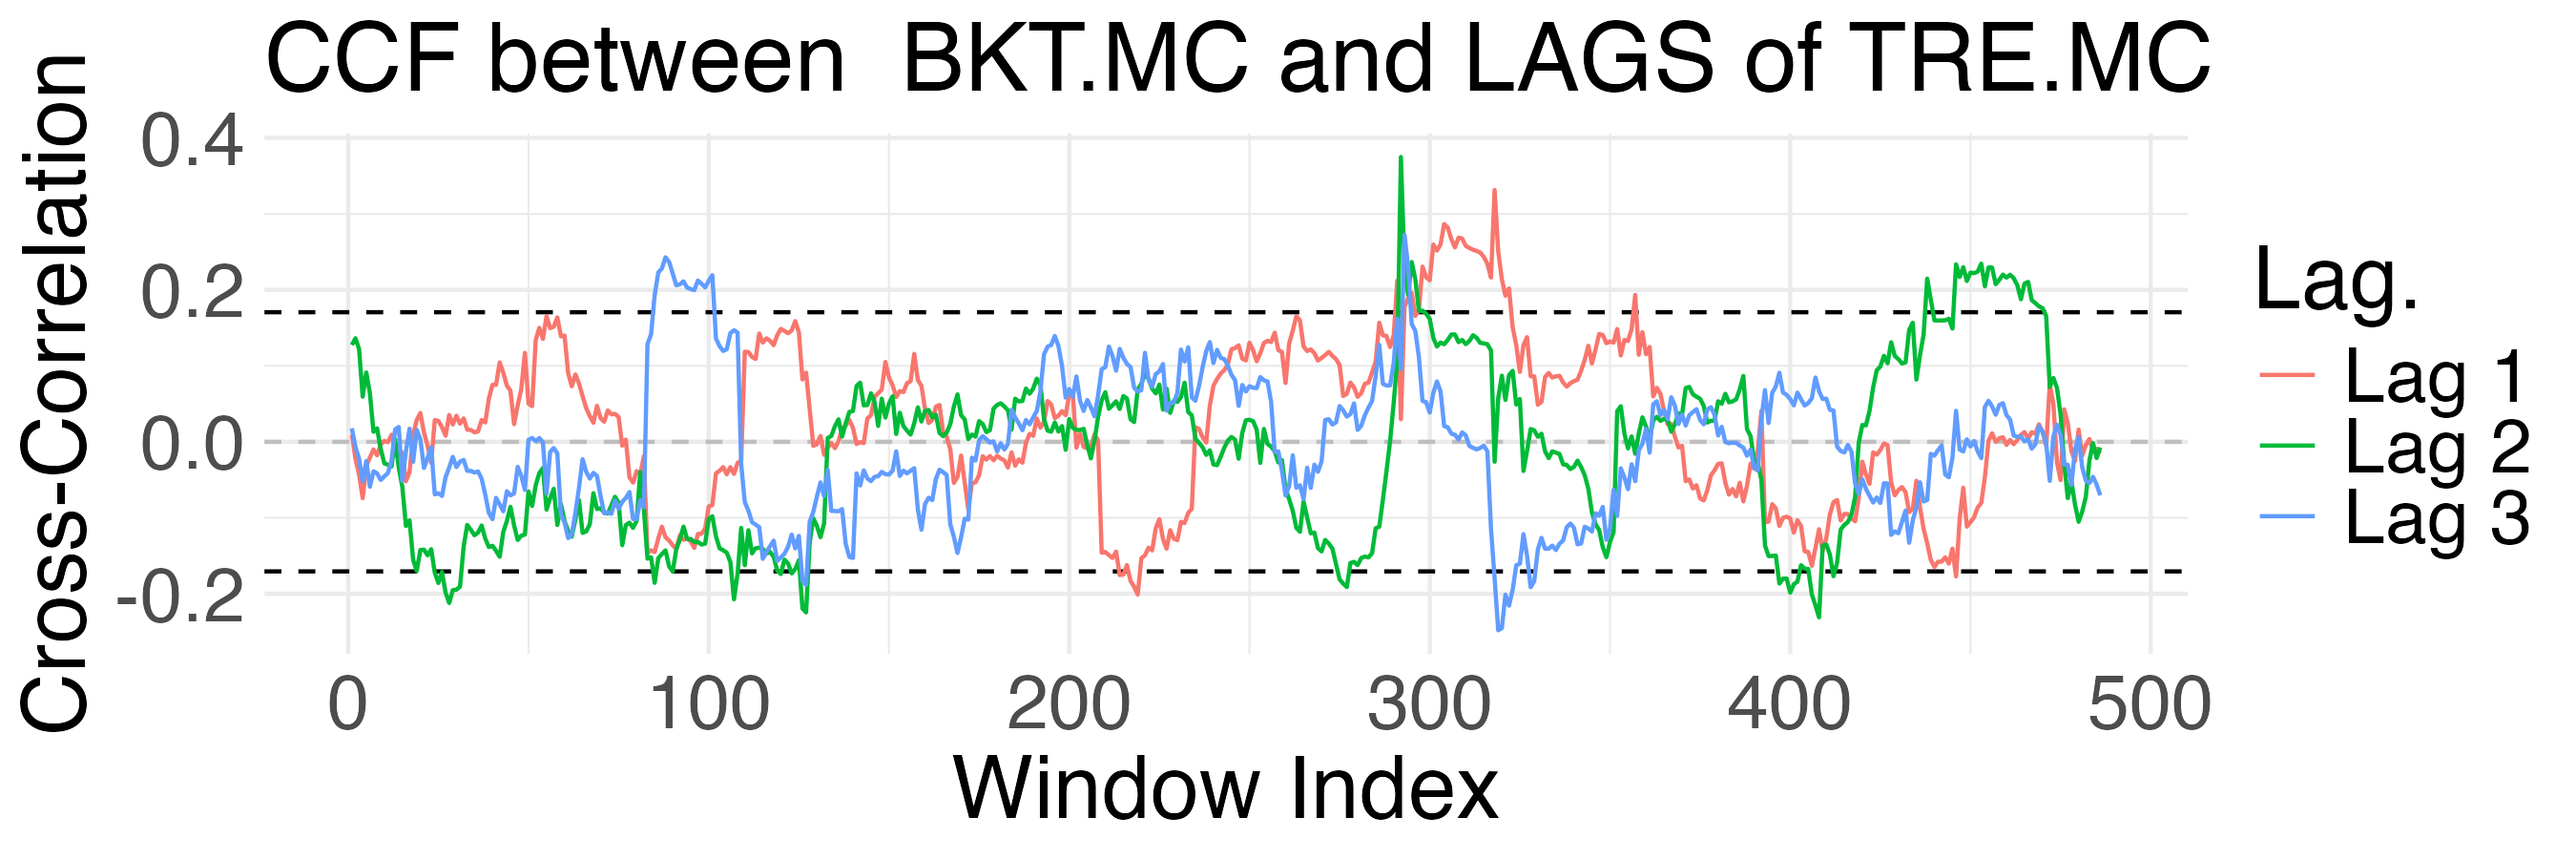 CCF between  BKT.MC and LAGS of TRE.MC
Cross-Correlation
0.4
0.2
0.0
-0.2
0 100 200 300 400 500
Window Index
Lag.
Lag 1
Lag 2
Lag 3